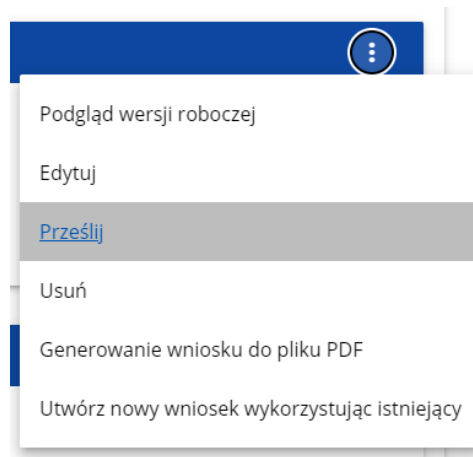 Podgląd wersji roboczej
Edytuj
Prześlij
Usuń
Generowanie wniosku do pliku PDF
Utwórz nowy wniosek wykorzystując istniejący